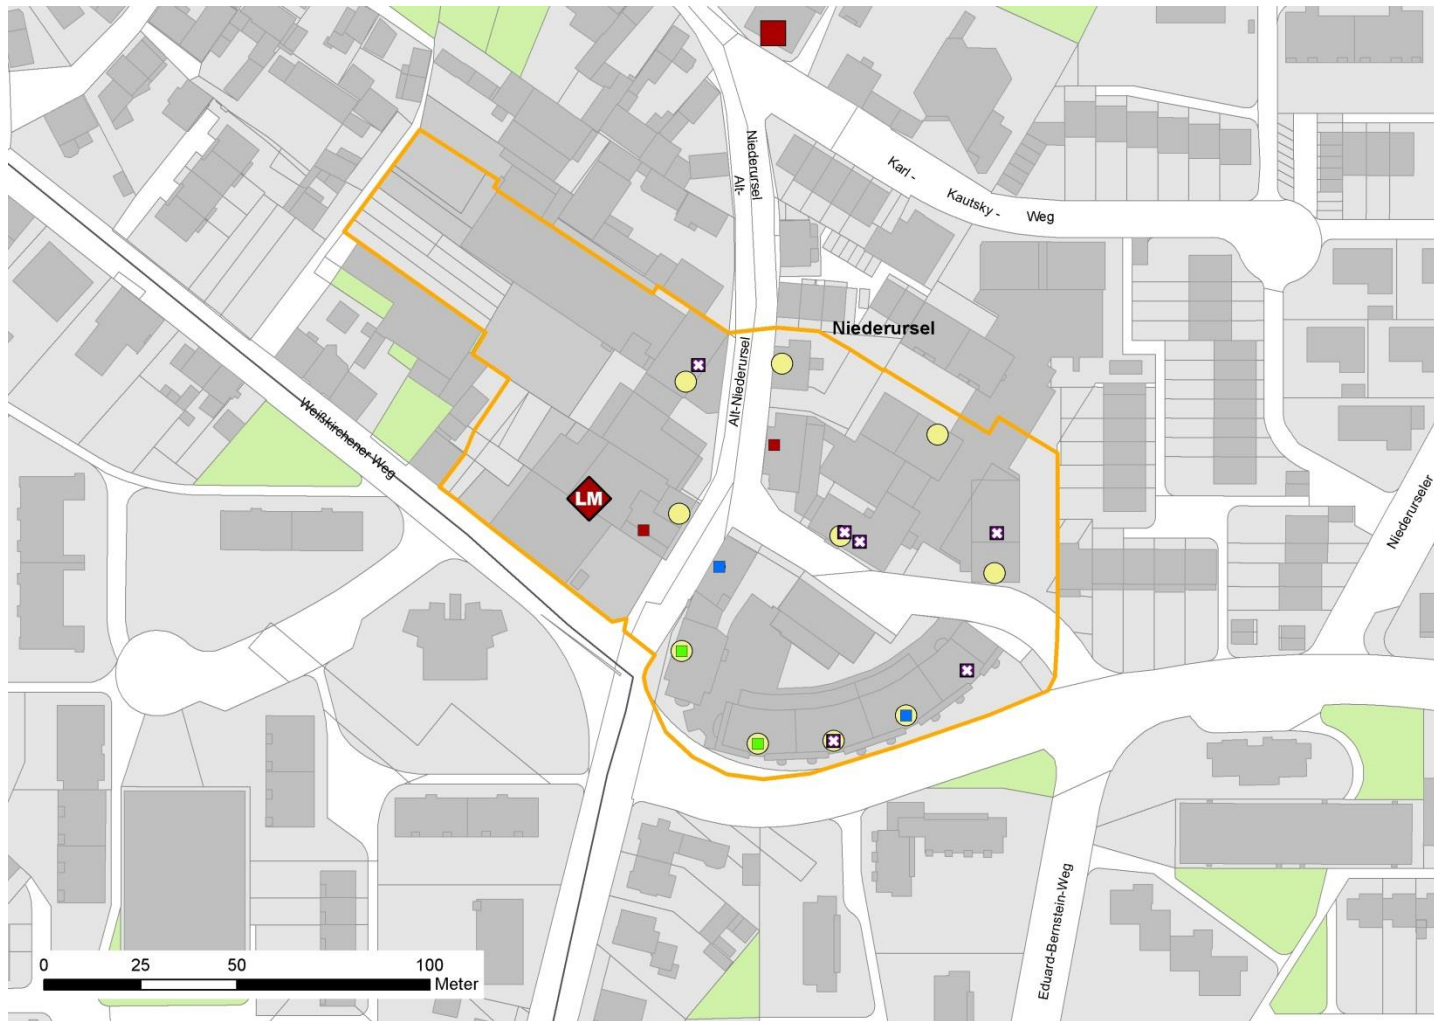 Niederursel
Alt-
Karl -
Kautsky -
Weg
Niederursel
Alt-Niederursel
Weißkirchener Weg
LM
Niederurseler
Eduard-Bernstein-Weg
0 25 50 100
Meter